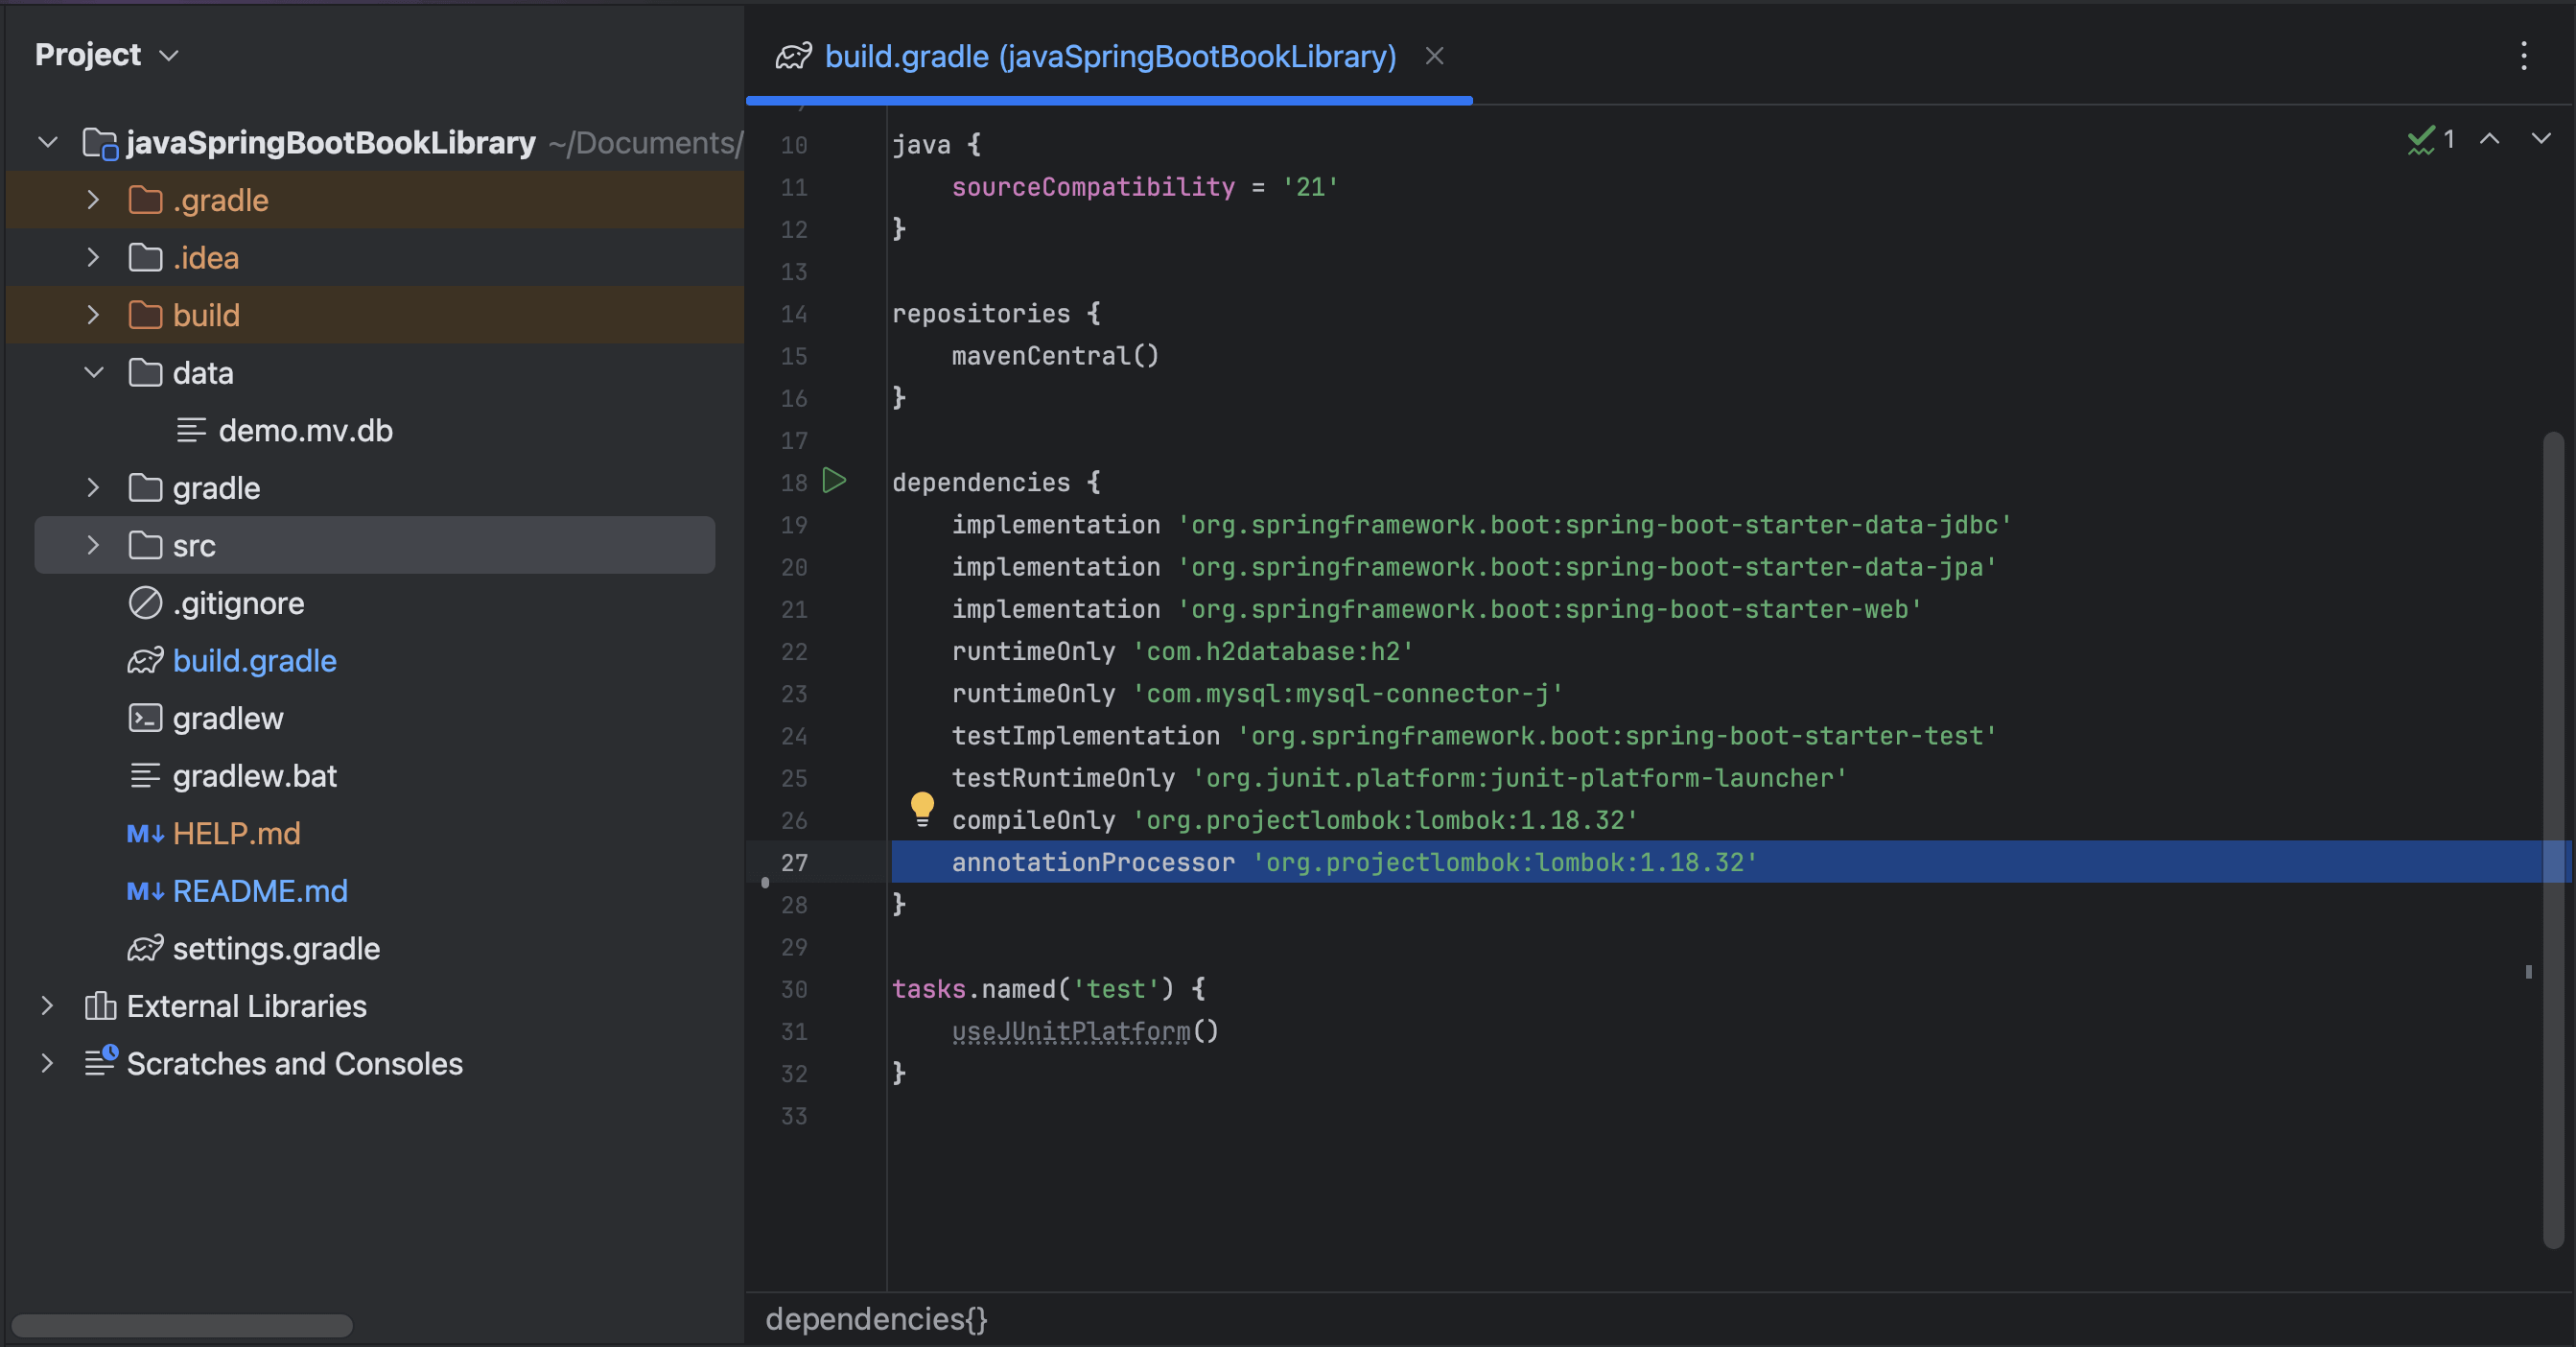 Project
javaSpringBootBookLibrary ~/Documents/
.gradle
.idea
build
data
demo.mv.db
gradle
src
.gitignore
build.gradle
gradlew
gradlew.bat
M↓ HELP.md
M↓ README.md
settings.gradle
External Libraries
Scratches and Consoles
build.gradle (javaSpringBootBookLibrary)
1
10 java {
11 sourceCompatibility = '21'
12 }
13
14 repositories {
15 mavenCentral()
16 }
17
18 dependencies {
19 implementation 'org.springframework.boot:spring-boot-starter-data-jdbc'
20 implementation 'org.springframework.boot:spring-boot-starter-data-jpa'
21 implementation 'org.springframework.boot:spring-boot-starter-web'
22 runtimeOnly 'com.h2database:h2'
23 runtimeOnly 'com.mysql:mysql-connector-j'
24 testImplementation 'org.springframework.boot:spring-boot-starter-test'
25 testRuntimeOnly 'org.junit.platform:junit-platform-launcher'
26 compileOnly 'org.projectlombok:lombok:1.18.32'
27 annotationProcessor 'org.projectlombok:lombok:1.18.32'
28 }
29
30 tasks.named('test') {
31 useJUnitPlatform()
32 }
33
dependencies{}